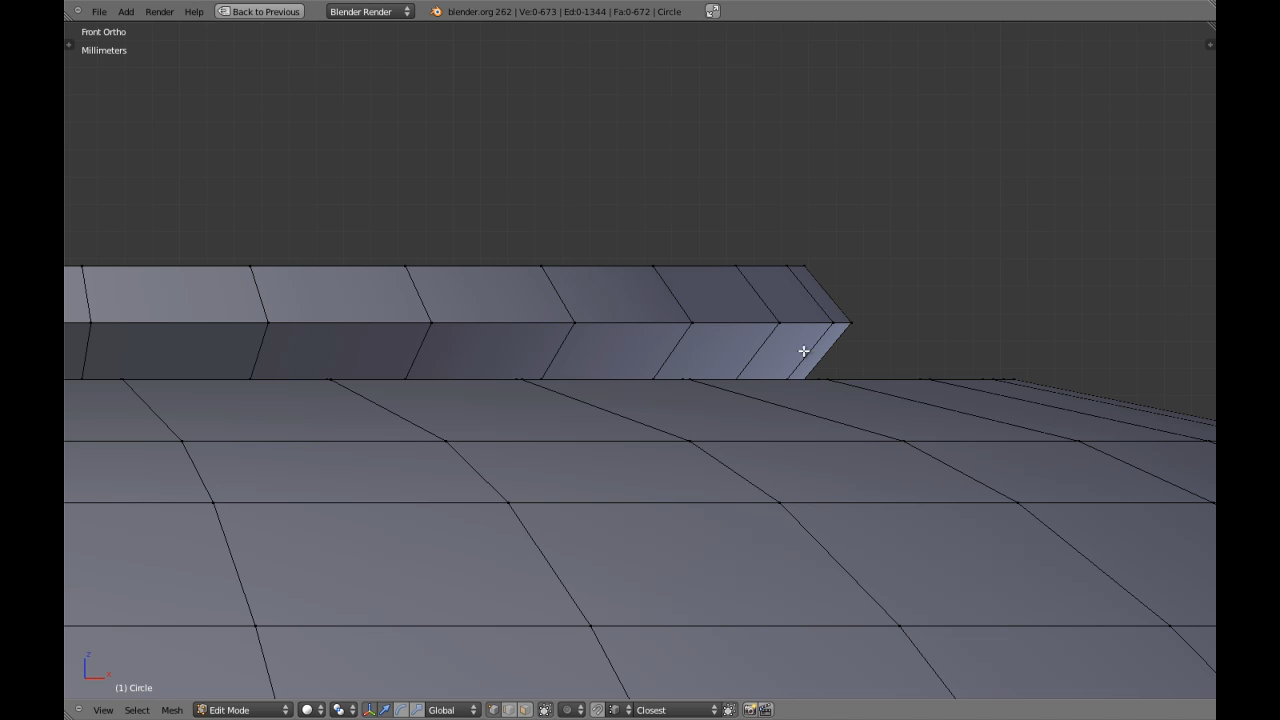 File Add Render Help Back to Previous Blender Render blender.org 262 | Ve:0-673 | Ed:0-1344 | Fa:0-672 | Circle
Front Ortho
Millimeters
z
x
(1) Circle
View Select Mesh Edit Mode Global Closest